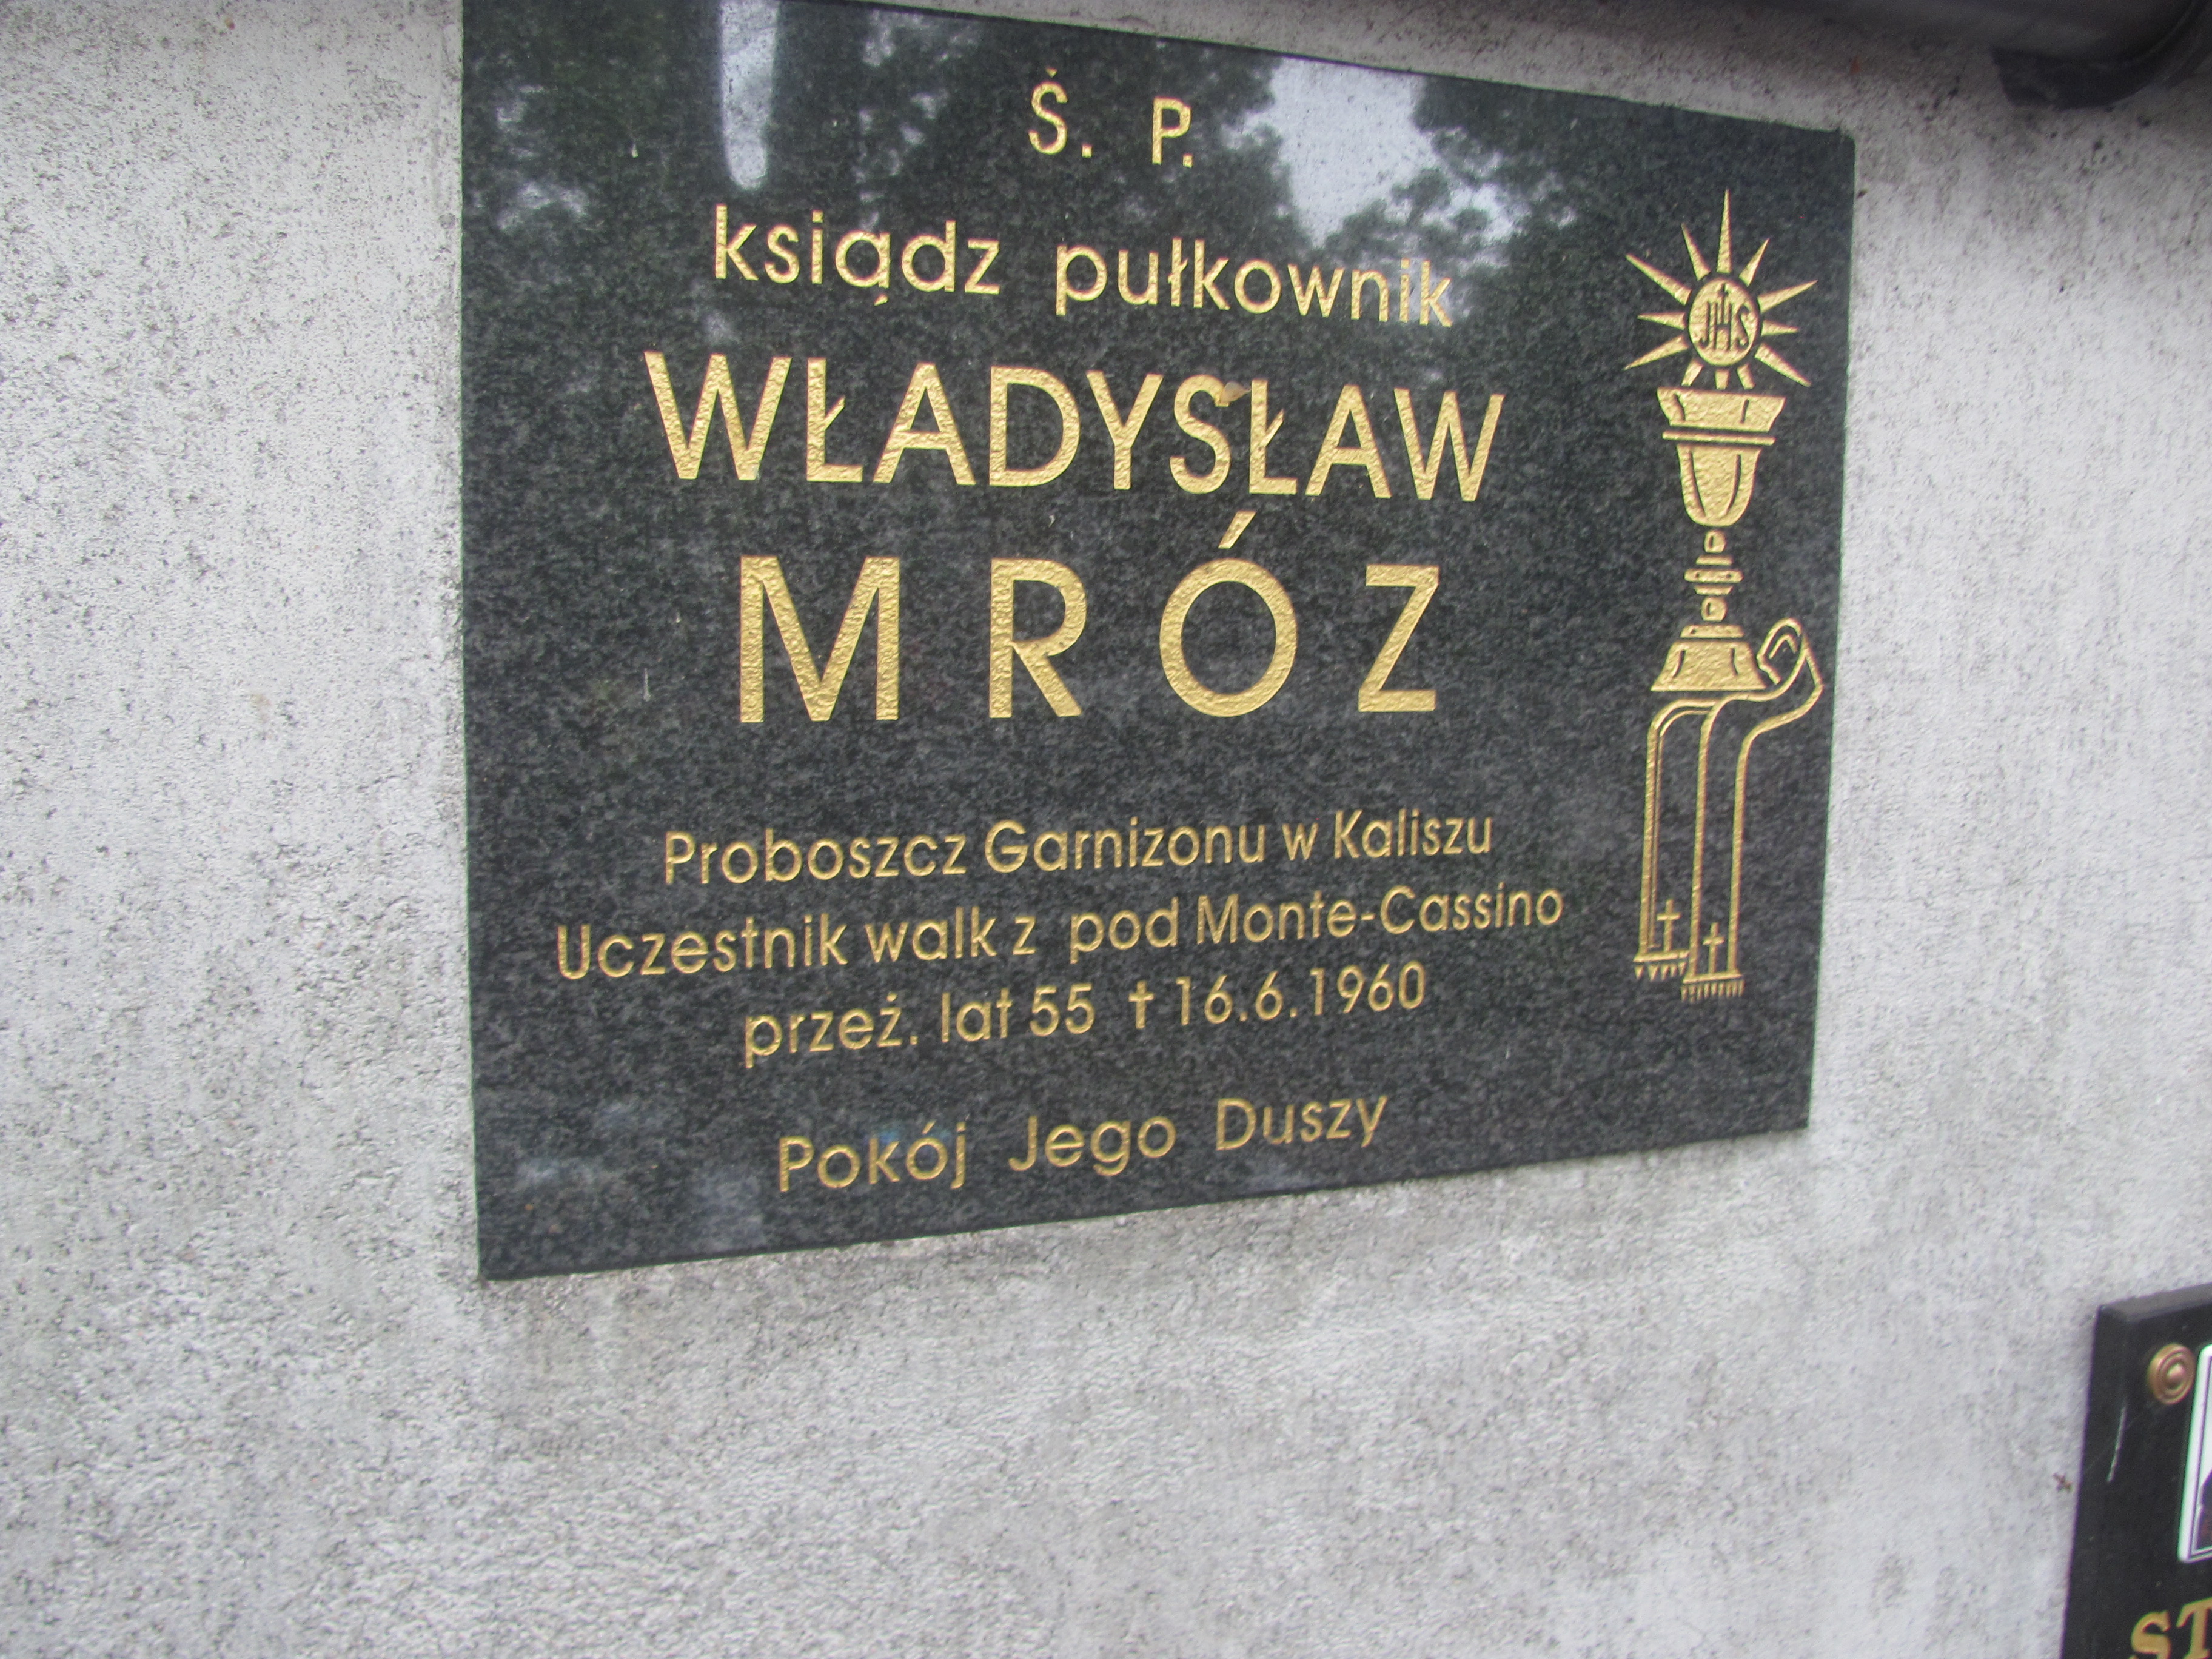 Ś. P.
ksiądz pułkownik
WŁADYSŁAW
MRÓZ
JHS
Proboszcz Garnizonu w Kaliszu
Uczestnik walk z pod Monte-Cassino
przeż. lat 55 ✝ 16.6.1960
Pokój Jego Duszy